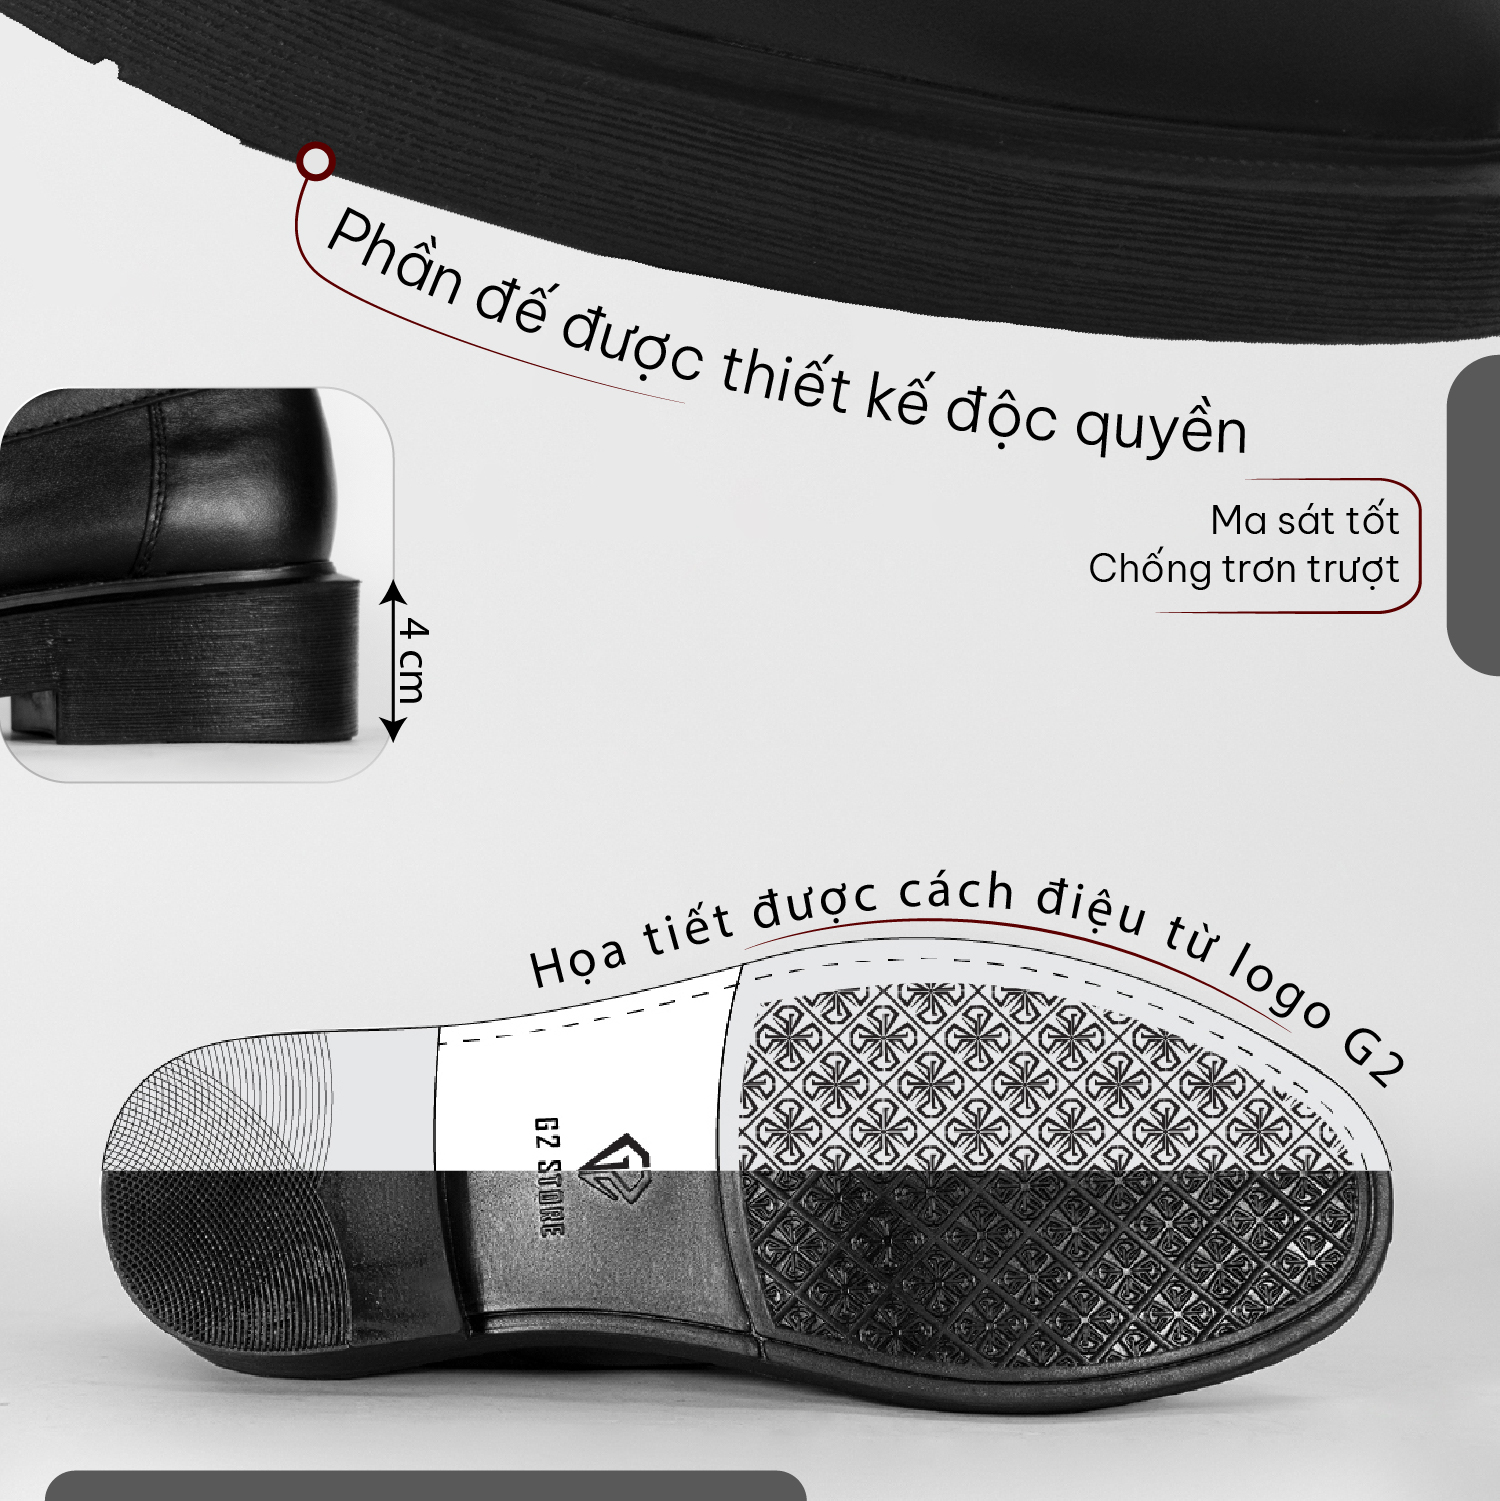 Phần đế được thiết kế độc quyền
Ma sát tốt
Chống trơn trượt
4 cm
Họa tiết được cách điệu từ logo G2
G2 STORE